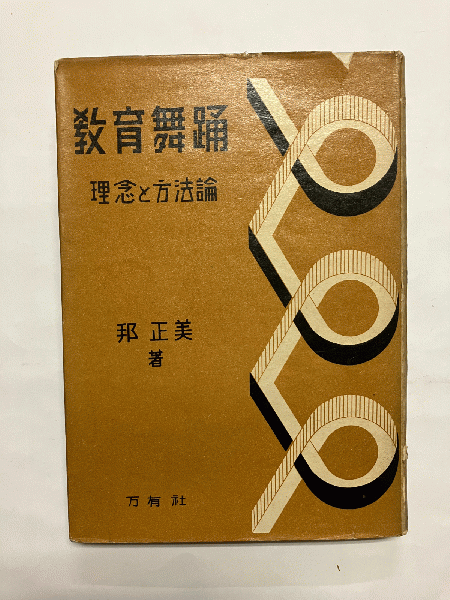 教育舞踊
理念と方法論
邦正美
著
万有社